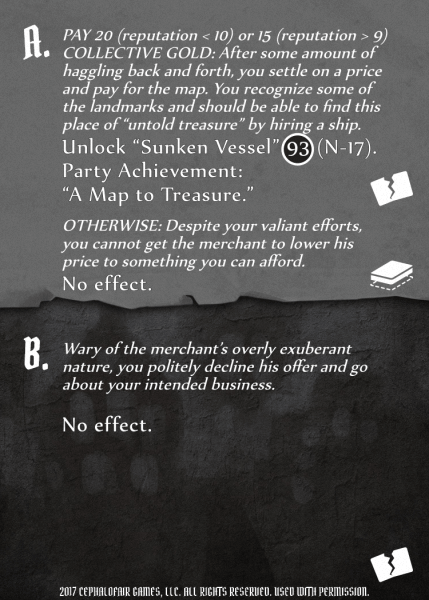 A. PAY 20 (reputation < 10) or 15 (reputation > 9)
COLLECTIVE GOLD: After some amount of
haggling back and forth, you settle on a price
and pay for the map. You recognize some of
the landmarks and should be able to find this
place of “untold treasure” by hiring a ship.
Unlock “Sunken Vessel” 93 (N-17).
Party Achievement:
“A Map to Treasure.”
OTHERWISE: Despite your valiant efforts,
you cannot get the merchant to lower his
price to something you can afford.
No effect.
B. Wary of the merchant’s overly exuberant
nature, you politely decline his offer and go
about your intended business.
No effect.
2017 CEPHALOFAIR GAMES, LLC. ALL RIGHTS RESERVED. USED WITH PERMISSION.